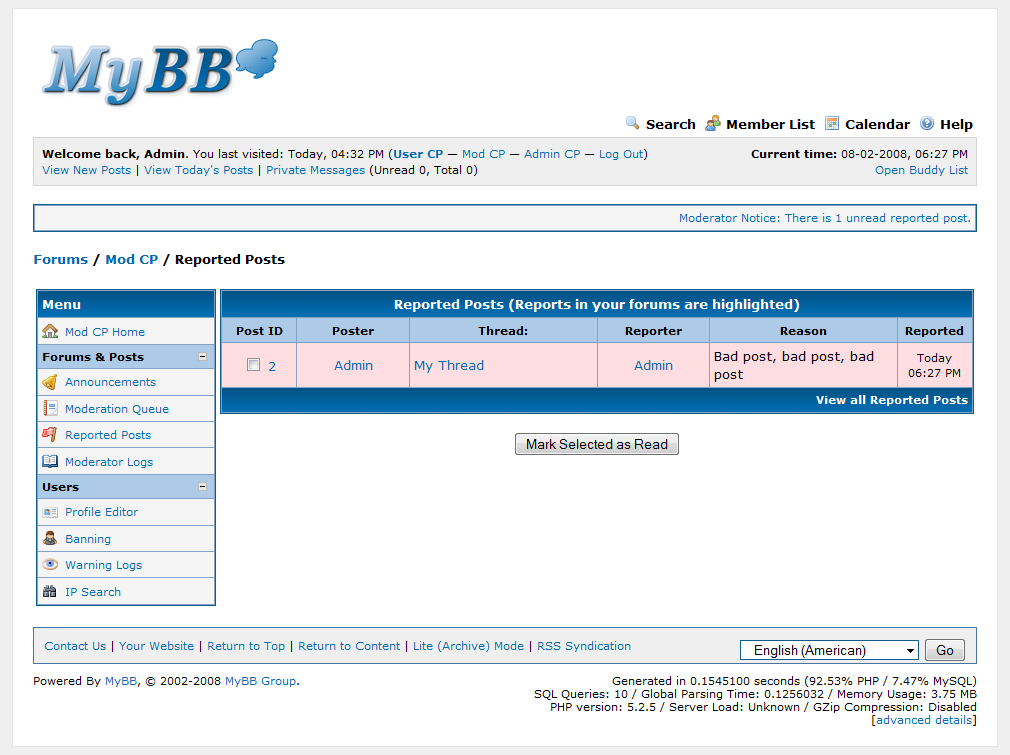 MyBB
Search Member List Calendar Help
Welcome back, Admin. You last visited: Today, 04:32 PM (User CP — Mod CP — Admin CP — Log Out)
Current time: 08-02-2008, 06:27 PM
View New Posts | View Today's Posts | Private Messages (Unread 0, Total 0)
Open Buddy List
Moderator Notice: There is 1 unread reported post.
Forums / Mod CP / Reported Posts
Menu
Mod CP Home
Forums & Posts
Announcements
Moderation Queue
Reported Posts
Moderator Logs
Users
Profile Editor
Banning
Warning Logs
IP Search
Reported Posts (Reports in your forums are highlighted)
Post ID Poster Thread: Reporter Reason Reported
2 Admin My Thread Admin Bad post, bad post, bad post Today 06:27 PM
View all Reported Posts
Mark Selected as Read
Contact Us | Your Website | Return to Top | Return to Content | Lite (Archive) Mode | RSS Syndication
English (American) Go
Powered By MyBB, © 2002-2008 MyBB Group.
Generated in 0.1545100 seconds (92.53% PHP / 7.47% MySQL)
SQL Queries: 10 / Global Parsing Time: 0.1256032 / Memory Usage: 3.75 MB
PHP version: 5.2.5 / Server Load: Unknown / GZip Compression: Disabled
[advanced details]